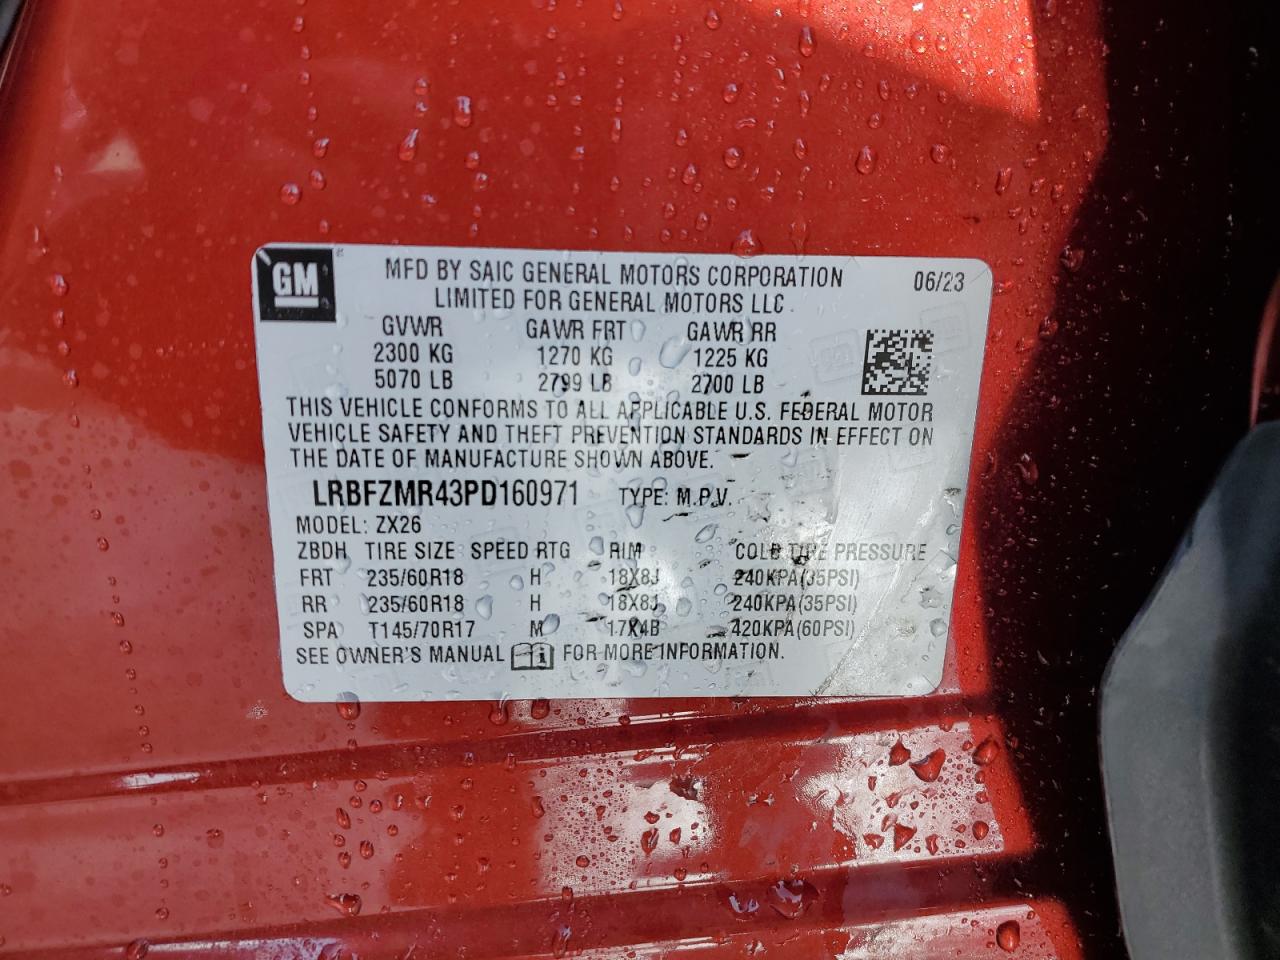 GM
MFD BY SAIC GENERAL MOTORS CORPORATION 06/23
LIMITED FOR GENERAL MOTORS LLC
GVWR GAWR FRT GAWR RR
2300 KG 1270 KG 1225 KG
5070 LB 2799 LB 2700 LB
THIS VEHICLE CONFORMS TO ALL APPLICABLE U.S. FEDERAL MOTOR
VEHICLE SAFETY AND THEFT PREVENTION STANDARDS IN EFFECT ON
THE DATE OF MANUFACTURE SHOWN ABOVE.
LRBFZMR43PD160971 TYPE: M.P.V.
MODEL: ZX26
ZBDH TIRE SIZE SPEED RTG RIM COLD TIRE PRESSURE
FRT 235/60R18 H 18X8J 240KPA(35PSI)
RR 235/60R18 H 18X8J 240KPA(35PSI)
SPA T145/70R17 M 17X4B 420KPA(60PSI)
SEE OWNER'S MANUAL FOR MORE INFORMATION.